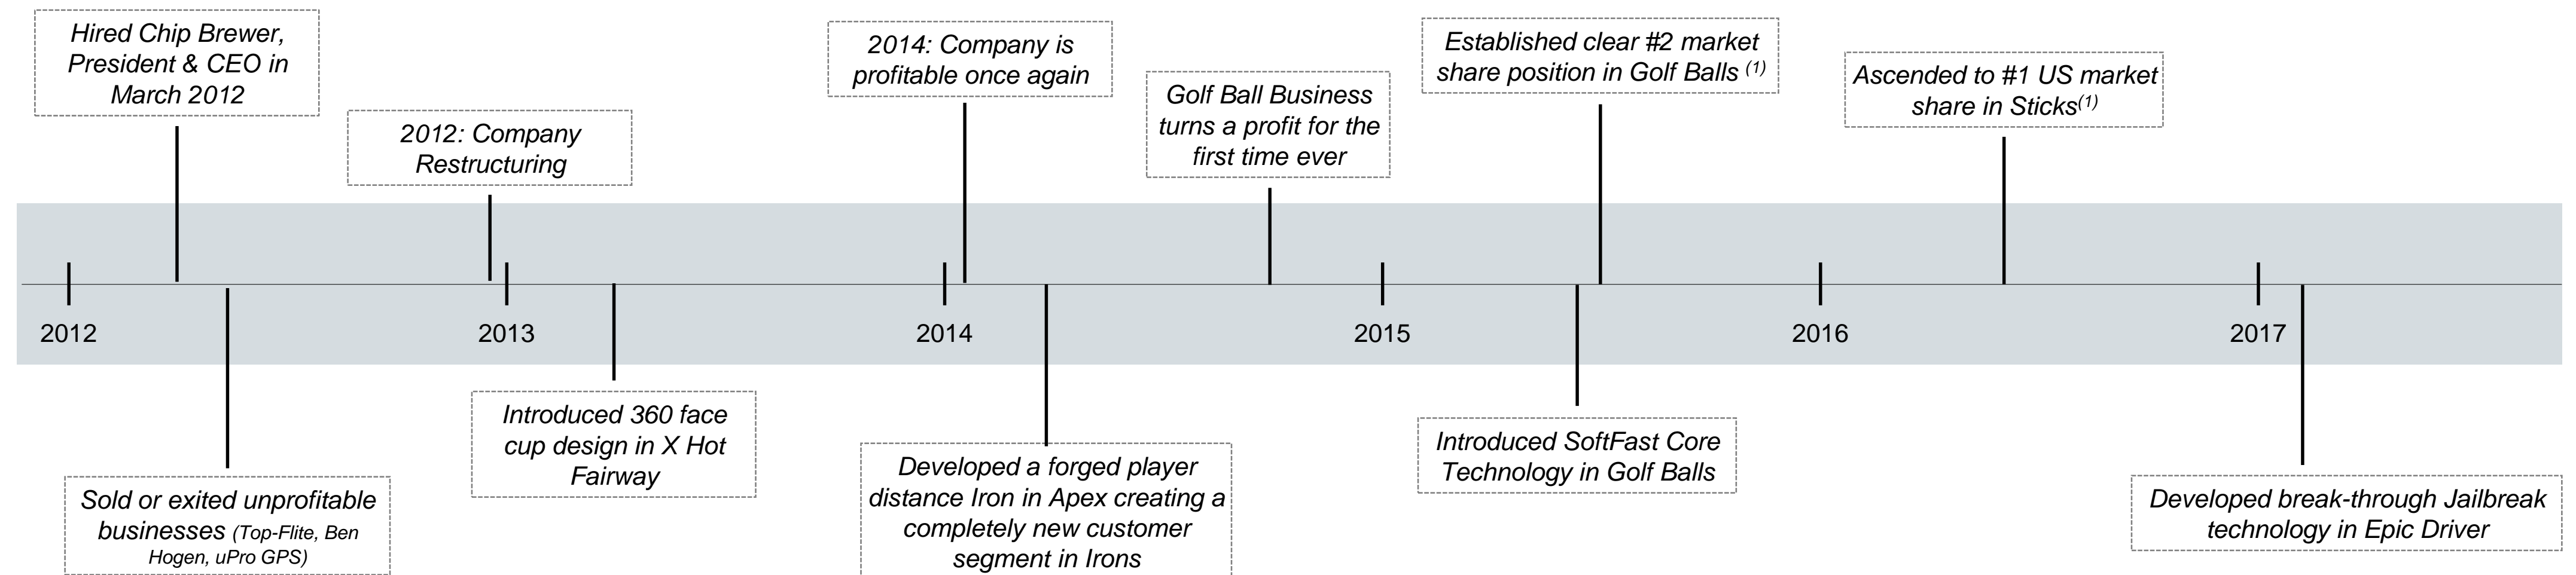 Hired Chip Brewer,
President & CEO in
March 2012
2012: Company
Restructuring
2014: Company is
profitable once again
Golf Ball Business
turns a profit for the
first time ever
Established clear #2 market
share position in Golf Balls (1)
Ascended to #1 US market
share in Sticks(1)
2012
2013
2014
2015
2016
2017
Sold or exited unprofitable
businesses (Top-Flite, Ben
Hogen, uPro GPS)
Introduced 360 face
cup design in X Hot
Fairway
Developed a forged player
distance Iron in Apex creating a
completely new customer
segment in Irons
Introduced SoftFast Core
Technology in Golf Balls
Developed break-through Jailbreak
technology in Epic Driver